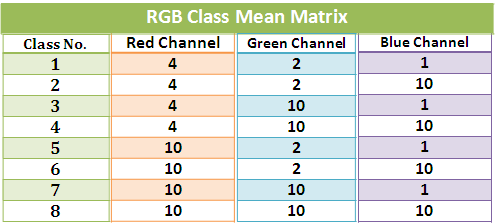 RGB Class Mean Matrix
Class No. Red Channel Green Channel Blue Channel
1 4 2 1
2 4 2 10
3 4 10 1
4 4 10 10
5 10 2 1
6 10 2 10
7 10 10 1
8 10 10 10